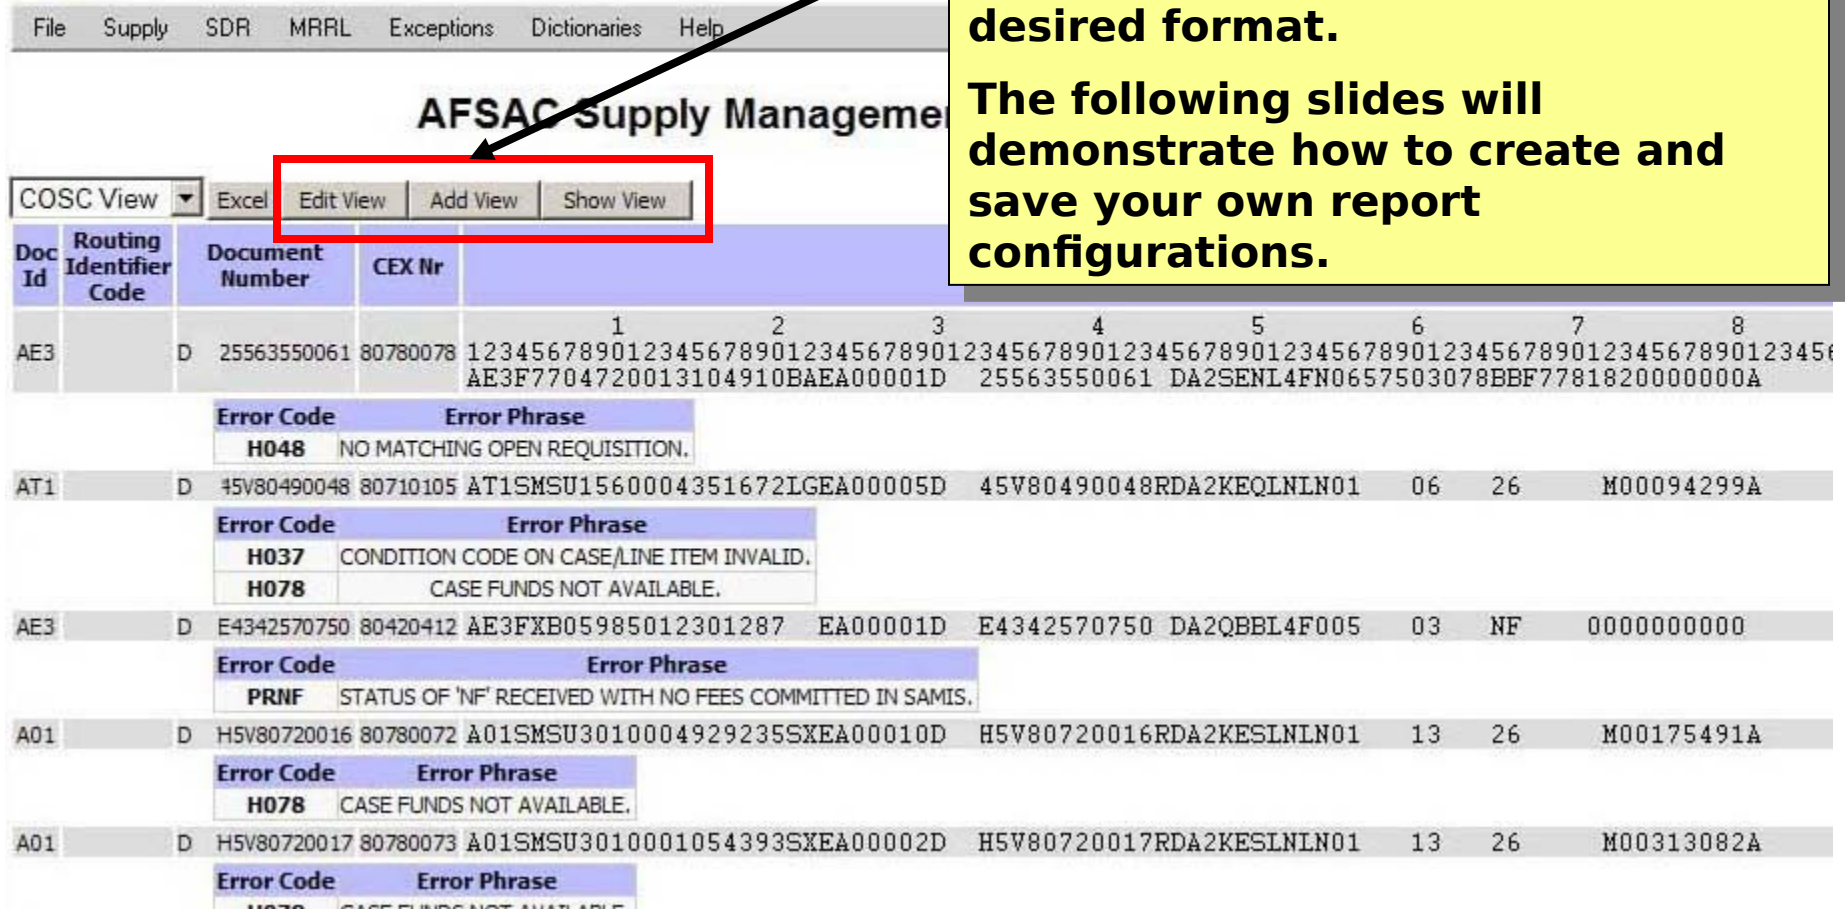 File Supply SDR MRRL Exceptions Dictionaries Help
desired format.
The following slides will
demonstrate how to create and
save your own report
configurations.
AFSAC Supply
COSC View Excel Edit View Add View Show View
Doc Id Routing Identifier Code Document Number CEX Nr
1 2 3 4 5 6 7 8
AE3 D 25563550061 80780078 1234567890123456789012345678901234567890123456789012345678901234567890123456789012345
AE3F7704720013104910BAEA00001D 25563550061 DA2SENL4FN0657503078BBF7781820000000A
Error Code Error Phrase
H048 NO MATCHING OPEN REQUISITION.
AT1 D 45V80490048 80710105 AT1SMSU1560004351672LGEA00005D 45V80490048RDA2KEQLNLN01 06 26 M00094299A
Error Code Error Phrase
H037 CONDITION CODE ON CASE/LINE ITEM INVALID.
H078 CASE FUNDS NOT AVAILABLE.
AE3 D E4342570750 80420412 AE3FXB05985012301287 EA00001D E4342570750 DA2QBBL4F005 03 NF 0000000000
Error Code Error Phrase
PRNF STATUS OF 'NF' RECEIVED WITH NO FEES COMMITTED IN SAMIS.
A01 D H5V80720016 80780072 A01SMSU3010004929235SXEA00010D H5V80720016RDA2KESLNLN01 13 26 M00175491A
Error Code Error Phrase
H078 CASE FUNDS NOT AVAILABLE.
A01 D H5V80720017 80780073 A01SMSU3010001054393SXEA00002D H5V80720017RDA2KESLNLN01 13 26 M00313082A
Error Code Error Phrase
H078 CASE FUNDS NOT AVAILABLE.